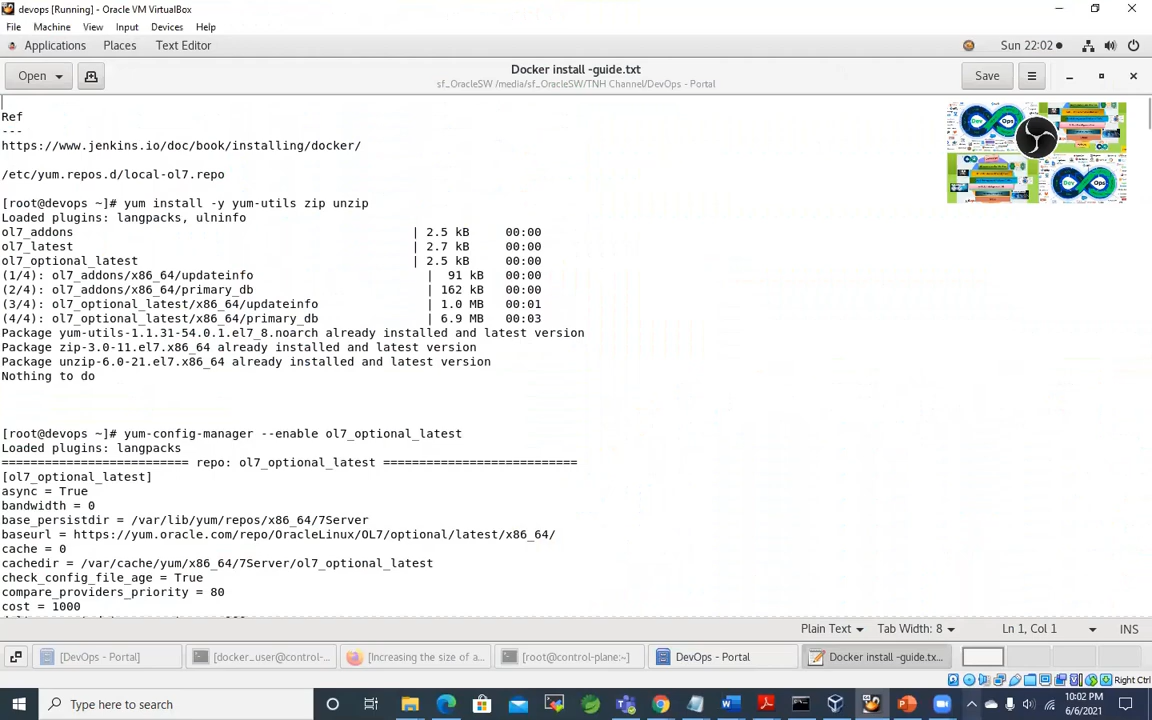 devops [Running] - Oracle VM VirtualBox
File Machine View Input Devices Help
Applications Places Text Editor Sun 22:02
Open Docker install -guide.txt Save
sf_OracleSW /media/sf_OracleSW/TNH Channel/DevOps - Portal
Ref
---
https://www.jenkins.io/doc/book/installing/docker/
/etc/yum.repos.d/local-ol7.repo
[root@devops ~]# yum install -y yum-utils zip unzip
Loaded plugins: langpacks, ulninfo
ol7_addons | 2.5 kB 00:00
ol7_latest | 2.7 kB 00:00
ol7_optional_latest | 2.5 kB 00:00
(1/4): ol7_addons/x86_64/updateinfo | 91 kB 00:00
(2/4): ol7_addons/x86_64/primary_db | 162 kB 00:00
(3/4): ol7_optional_latest/x86_64/updateinfo | 1.0 MB 00:01
(4/4): ol7_optional_latest/x86_64/primary_db | 6.9 MB 00:03
Package yum-utils-1.1.31-54.0.1.el7_8.noarch already installed and latest version
Package zip-3.0-11.el7.x86_64 already installed and latest version
Package unzip-6.0-21.el7.x86_64 already installed and latest version
Nothing to do
[root@devops ~]# yum-config-manager --enable ol7_optional_latest
Loaded plugins: langpacks
========================== repo: ol7_optional_latest ===========================
[ol7_optional_latest]
async = True
bandwidth = 0
base_persistdir = /var/lib/yum/repos/x86_64/7Server
baseurl = https://yum.oracle.com/repo/OracleLinux/OL7/optional/latest/x86_64/
cache = 0
cachedir = /var/cache/yum/x86_64/7Server/ol7_optional_latest
check_config_file_age = True
compare_providers_priority = 80
cost = 1000
Plain Text Tab Width: 8 Ln 1, Col 1 INS
[DevOps - Portal] [docker_user@control-... [Increasing the size of a... [root@control-plane:~] DevOps - Portal Docker install -guide.tx...
Right Ctrl
Type here to search
10:02 PM
6/6/2021
Dev Ops
Dev Ops